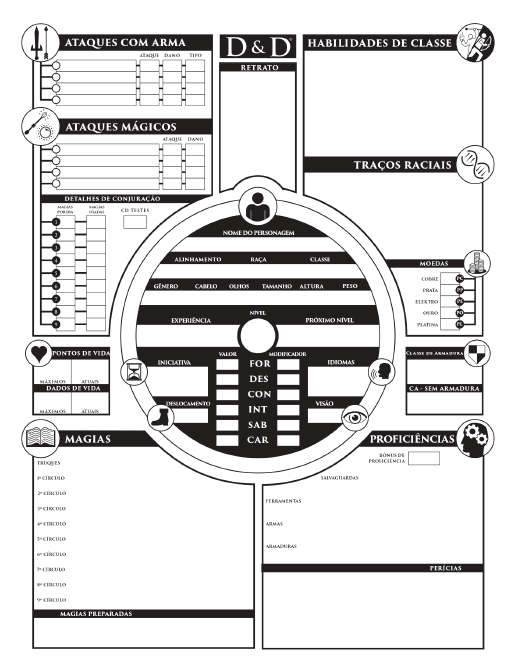 ATAQUES COM ARMA
ATAQUE DANO TIPO
ATAQUES MÁGICOS
ATAQUE DANO
DETALHES DE CONJURAÇÃO
MAGIAS POR DIA
MAGIAS USADAS
CD TESTES
1
2
3
4
5
6
7
8
9
D&D
RETRATO
HABILIDADES DE CLASSE
TRAÇOS RACIAIS
MOEDAS
COBRE PC
PRATA PP
ELEKTRO PE
OURO PO
PLATINA PL
NOME DO PERSONAGEM
ALINHAMENTO RAÇA CLASSE
GÊNERO CABELO OLHOS TAMANHO ALTURA PESO
EXPERIÊNCIA NÍVEL PRÓXIMO NÍVEL
VALOR MODIFICADOR
INICIATIVA
DESLOCAMENTO
FOR
DES
CON
INT
SAB
CAR
IDIOMAS
VISÃO
PONTOS DE VIDA
MÁXIMOS ATUAIS
DADOS DE VIDA
MÁXIMOS ATUAIS
CLASSE DE ARMADURA
CA - SEM ARMADURA
MAGIAS
TRUQUES
1º CÍRCULO
2º CÍRCULO
3º CÍRCULO
4º CÍRCULO
5º CÍRCULO
6º CÍRCULO
7º CÍRCULO
8º CÍRCULO
9º CÍRCULO
MAGIAS PREPARADAS
PROFICIÊNCIAS
BÔNUS DE
PROFICIÊNCIA
SALVAGUARDAS
FERRAMENTAS
ARMAS
ARMADURAS
PERÍCIAS